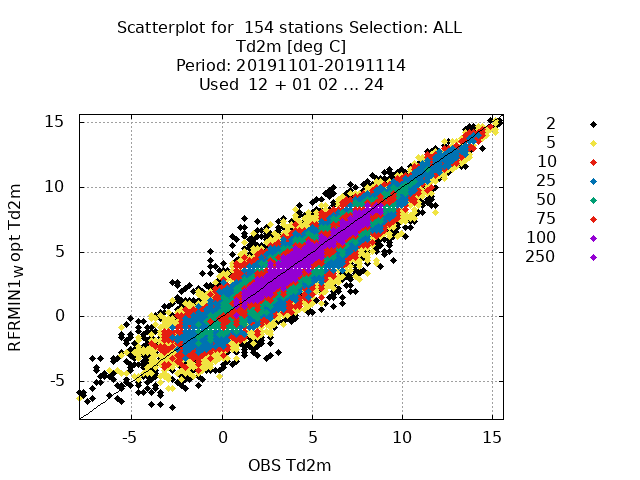 Scatterplot for  154 stations Selection: ALL
Td2m [deg C]
Period: 20191101-20191114
Used  12 + 01 02 ... 24
15
10
5
0
-5
-5 0 5 10 15
RFRMIN1w opt Td2m
OBS Td2m
2
5
10
25
50
75
100
250